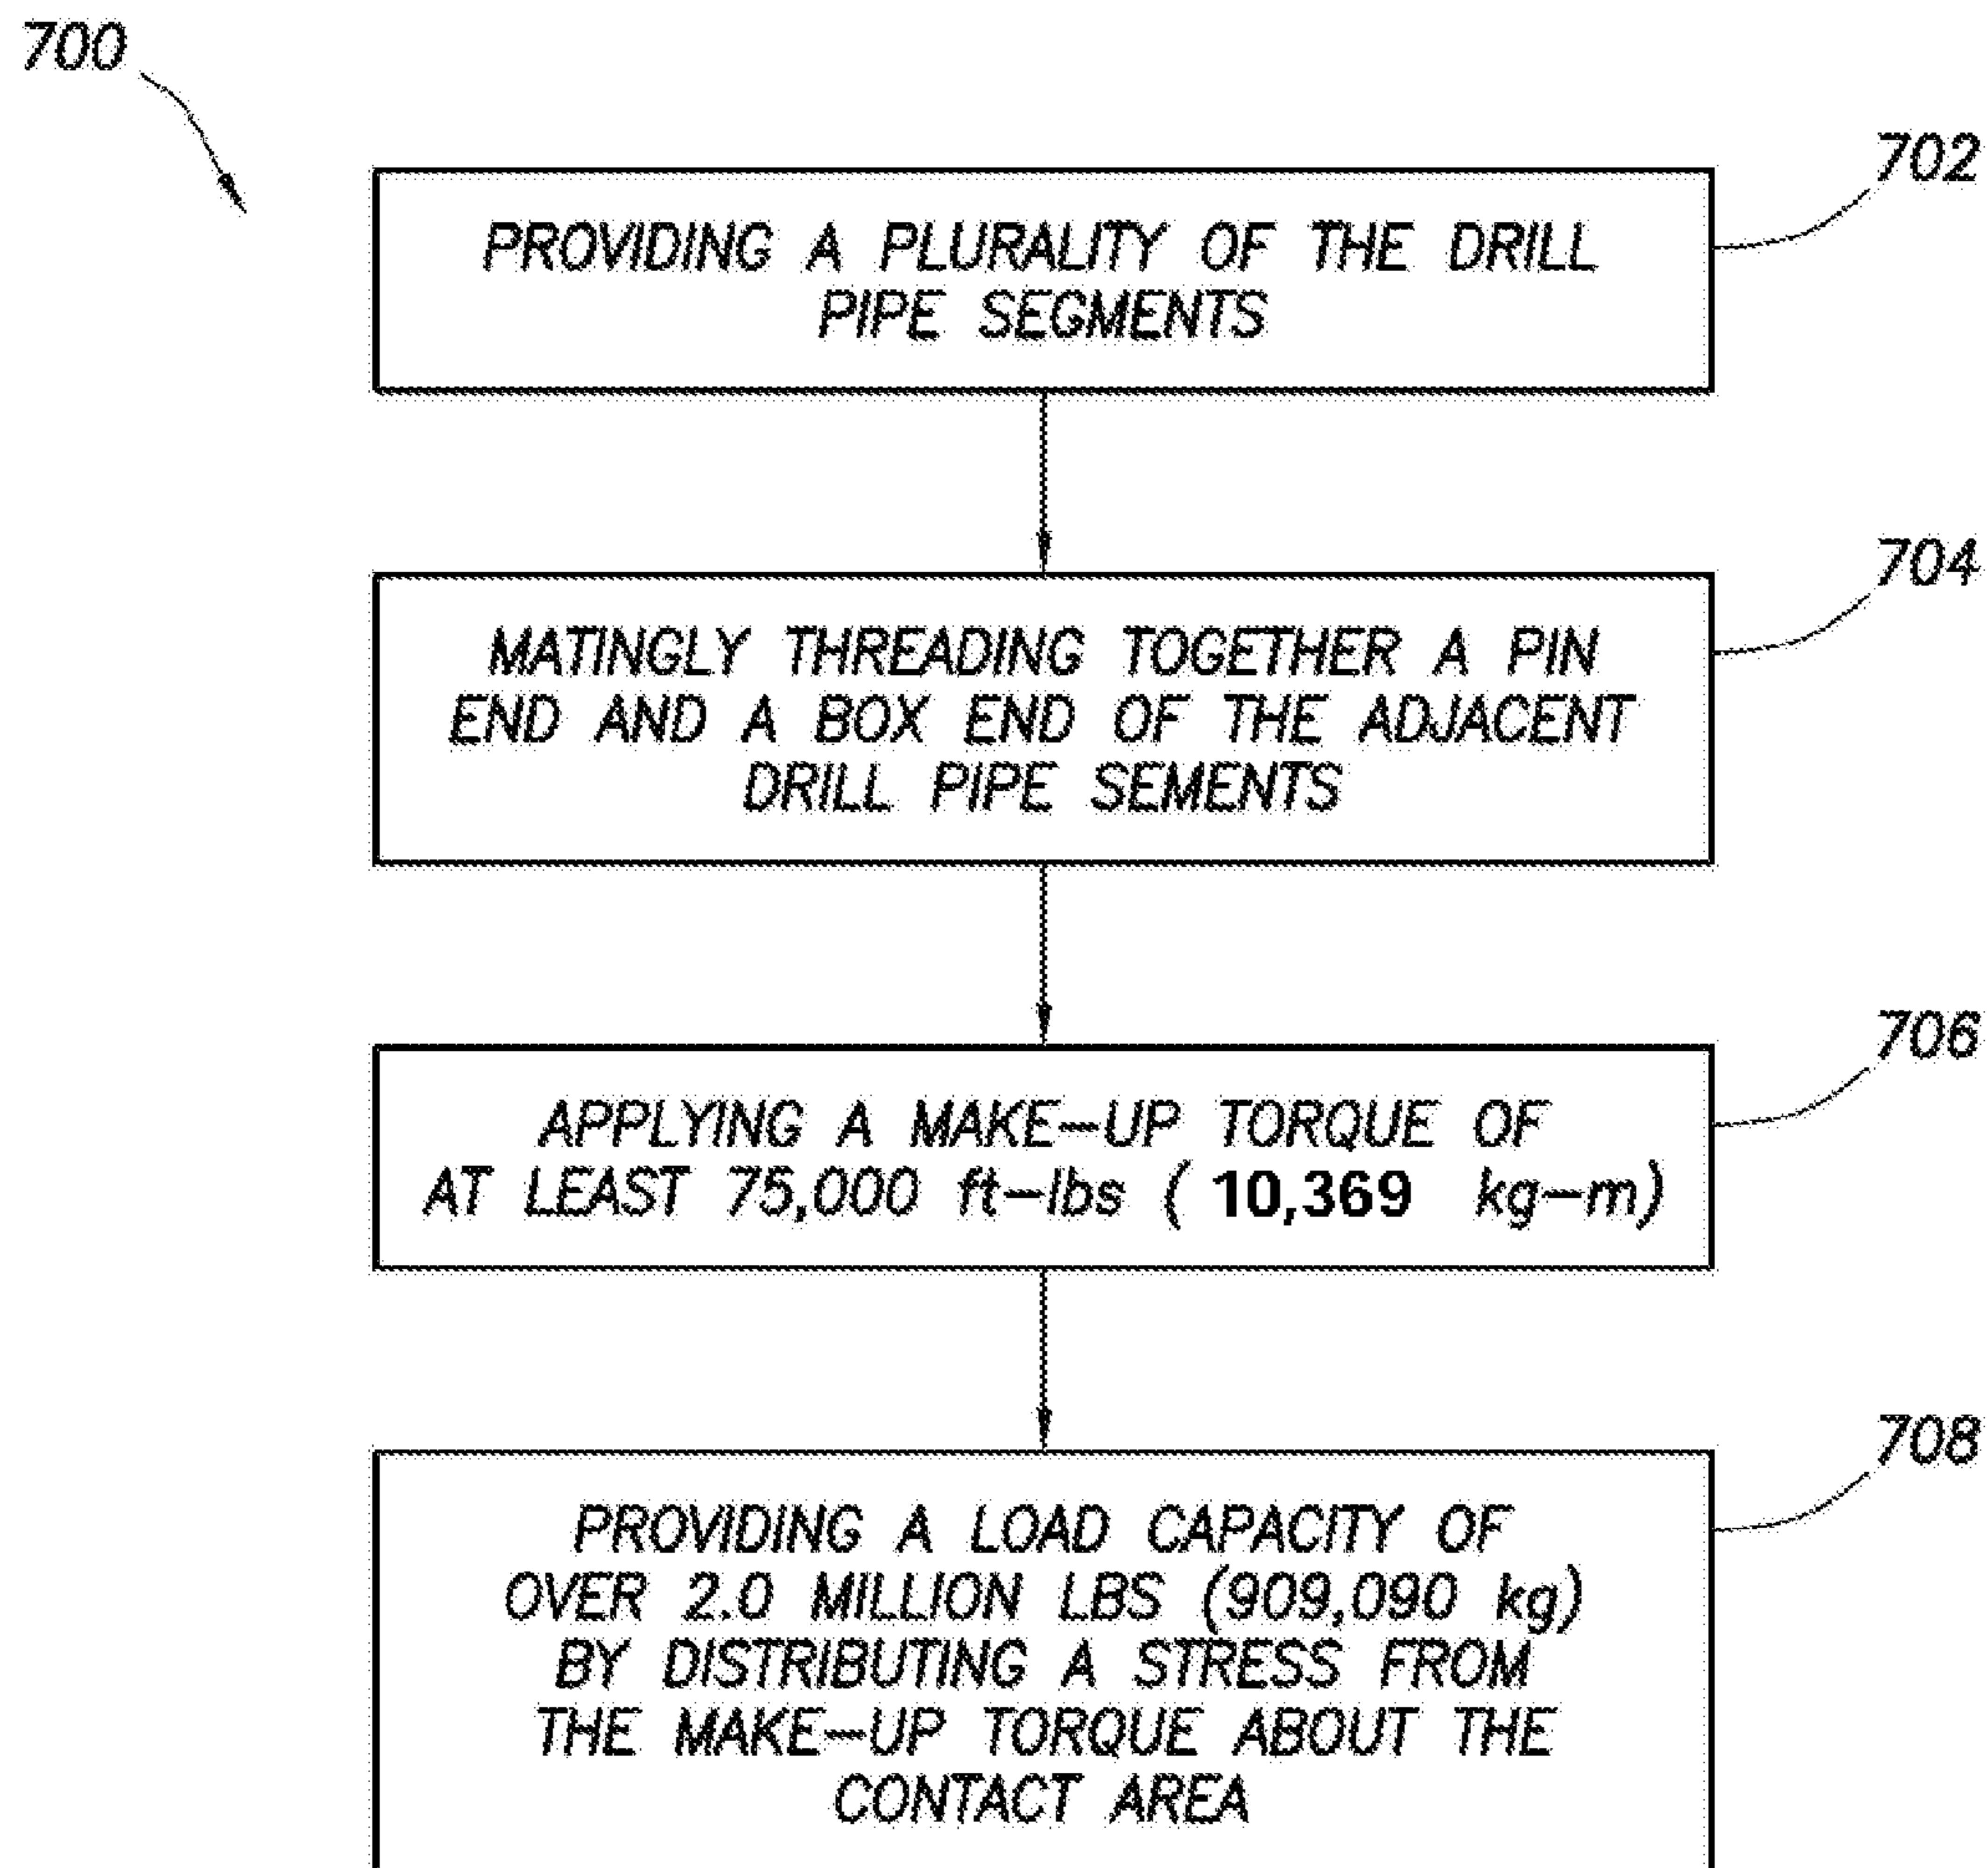 700
702
PROVIDING A PLURALITY OF THE DRILL
PIPE SEGMENTS
704
MATINGLY THREADING TOGETHER A PIN
END AND A BOX END OF THE ADJACENT
DRILL PIPE SEMENTS
706
APPLYING A MAKE-UP TORQUE OF
AT LEAST 75,000 ft-lbs ( 10,369 kg-m)
708
PROVIDING A LOAD CAPACITY OF
OVER 2.0 MILLION LBS (909,090 kg)
BY DISTRIBUTING A STRESS FROM
THE MAKE-UP TORQUE ABOUT THE
CONTACT AREA